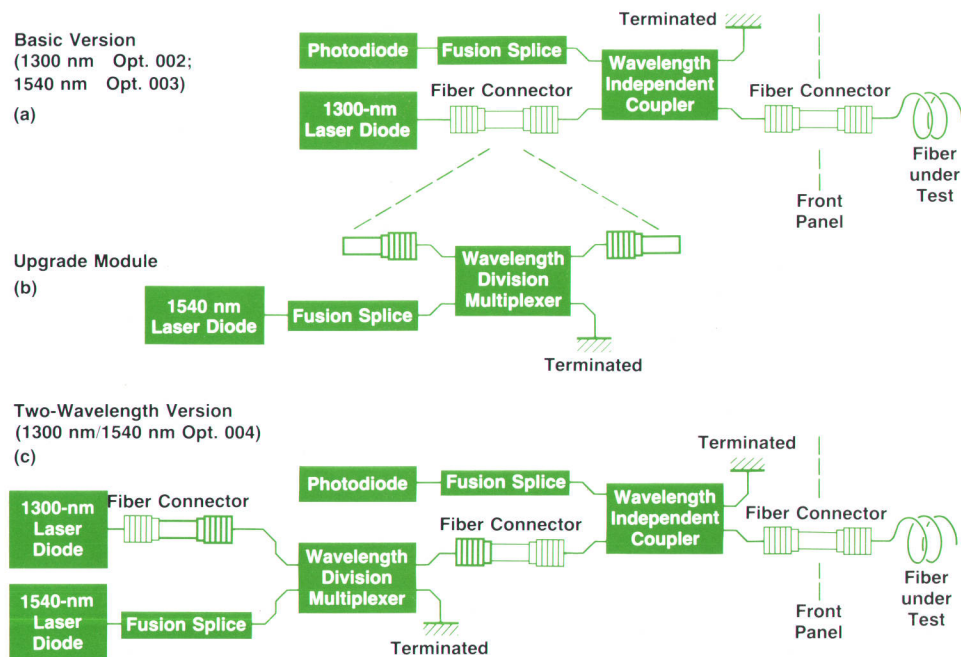 Basic Version
(1300 nm Opt. 002;
1540 nm Opt. 003)
(a)
Terminated
Photodiode
Fusion Splice
Wavelength
Independent
Coupler
1300-nm
Laser Diode
Fiber Connector
Fiber Connector
Fiber
under
Test
Front
Panel
Upgrade Module
(b)
Wavelength
Division
Multiplexer
1540 nm
Laser Diode
Fusion Splice
Terminated
Two-Wavelength Version
(1300 nm/1540 nm Opt. 004)
(c)
Terminated
Photodiode
Fusion Splice
Wavelength
Independent
Coupler
1300-nm
Laser
Diode
Fiber Connector
Fiber Connector
Fiber Connector
Wavelength
Division
Multiplexer
1540-nm
Laser
Diode
Fusion Splice
Terminated
Front
Panel
Fiber
under
Test